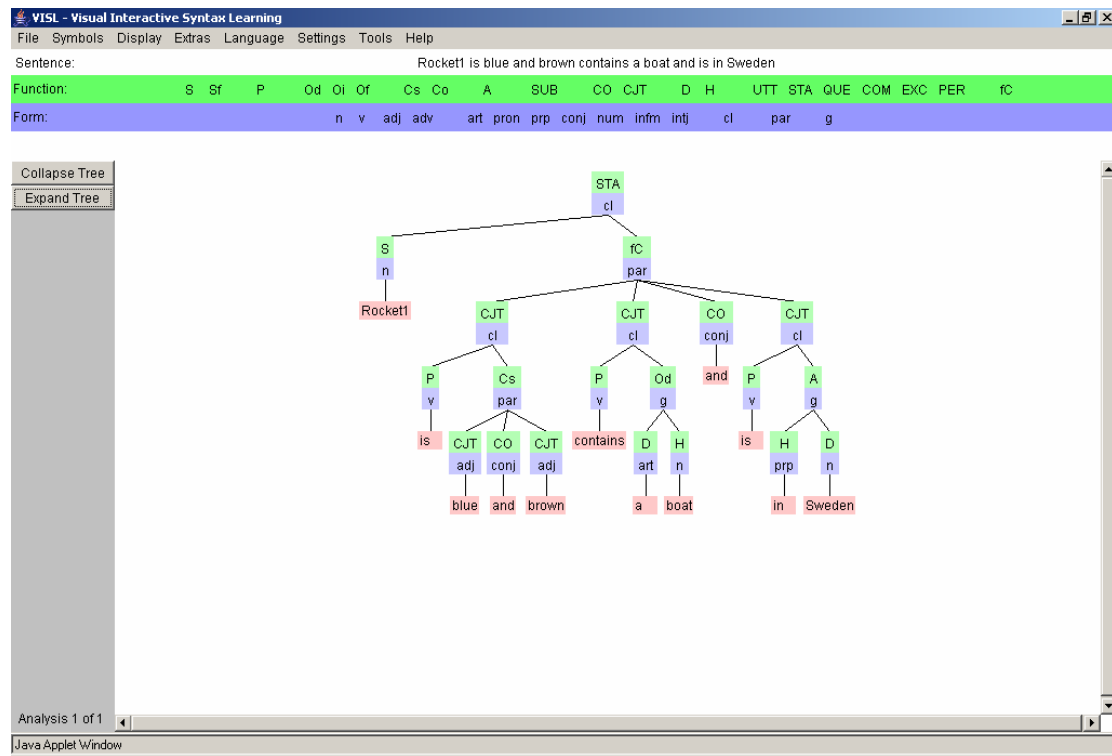 VISL - Visual Interactive Syntax Learning
File Symbols Display Extras Language Settings Tools Help
Sentence: Rocket1 is blue and brown contains a boat and is in Sweden
Function: S Sf P Od Oi Of Cs Co A SUB CO CJT D H UTT STA QUE COM EXC PER fC
Form: n v adj adv art pron prp conj num infm intj cl par g
Collapse Tree
Expand Tree
STA
cl
S fC
n par
Rocket1
CJT CJT CO CJT
cl cl conj cl
and
P Cs P Od P A
v par v g v g
is contains is
CJT CO CJT D H H D
adj conj adj art n prp n
blue and brown a boat in Sweden
Analysis 1 of 1
Java Applet Window